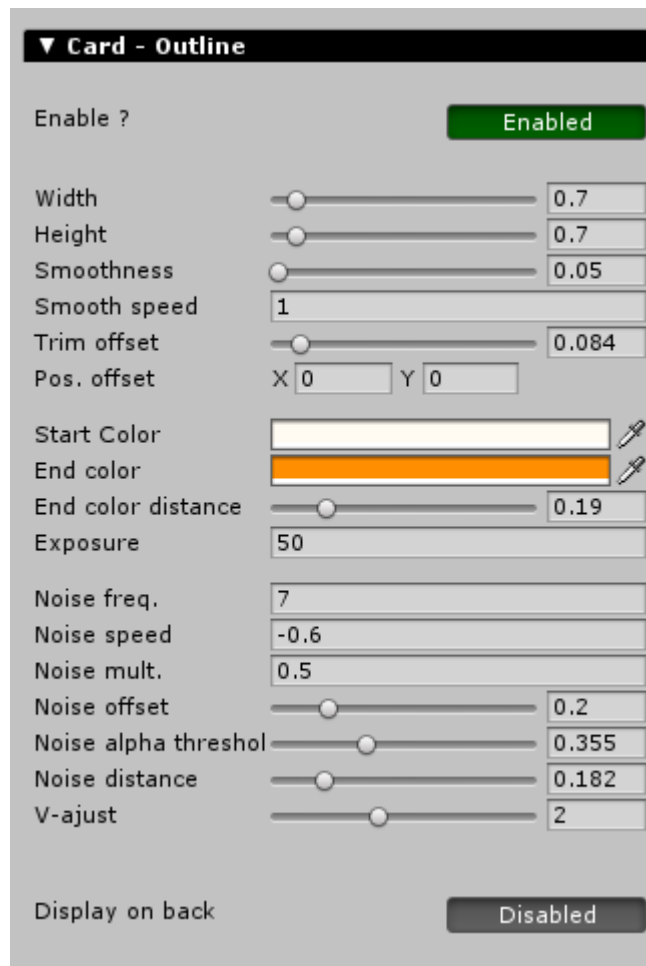 ▼ Card - Outline
Enable ? Enabled
Width 0.7
Height 0.7
Smoothness 0.05
Smooth speed 1
Trim offset 0.084
Pos. offset X 0 Y 0
Start Color
End color
End color distance 0.19
Exposure 50
Noise freq. 7
Noise speed -0.6
Noise mult. 0.5
Noise offset 0.2
Noise alpha threshol 0.355
Noise distance 0.182
V-ajust 2
Display on back Disabled